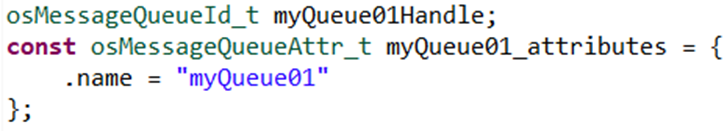 osMessageQueueId_t myQueue01Handle;
const osMessageQueueAttr_t myQueue01_attributes = {
    .name = "myQueue01"
};